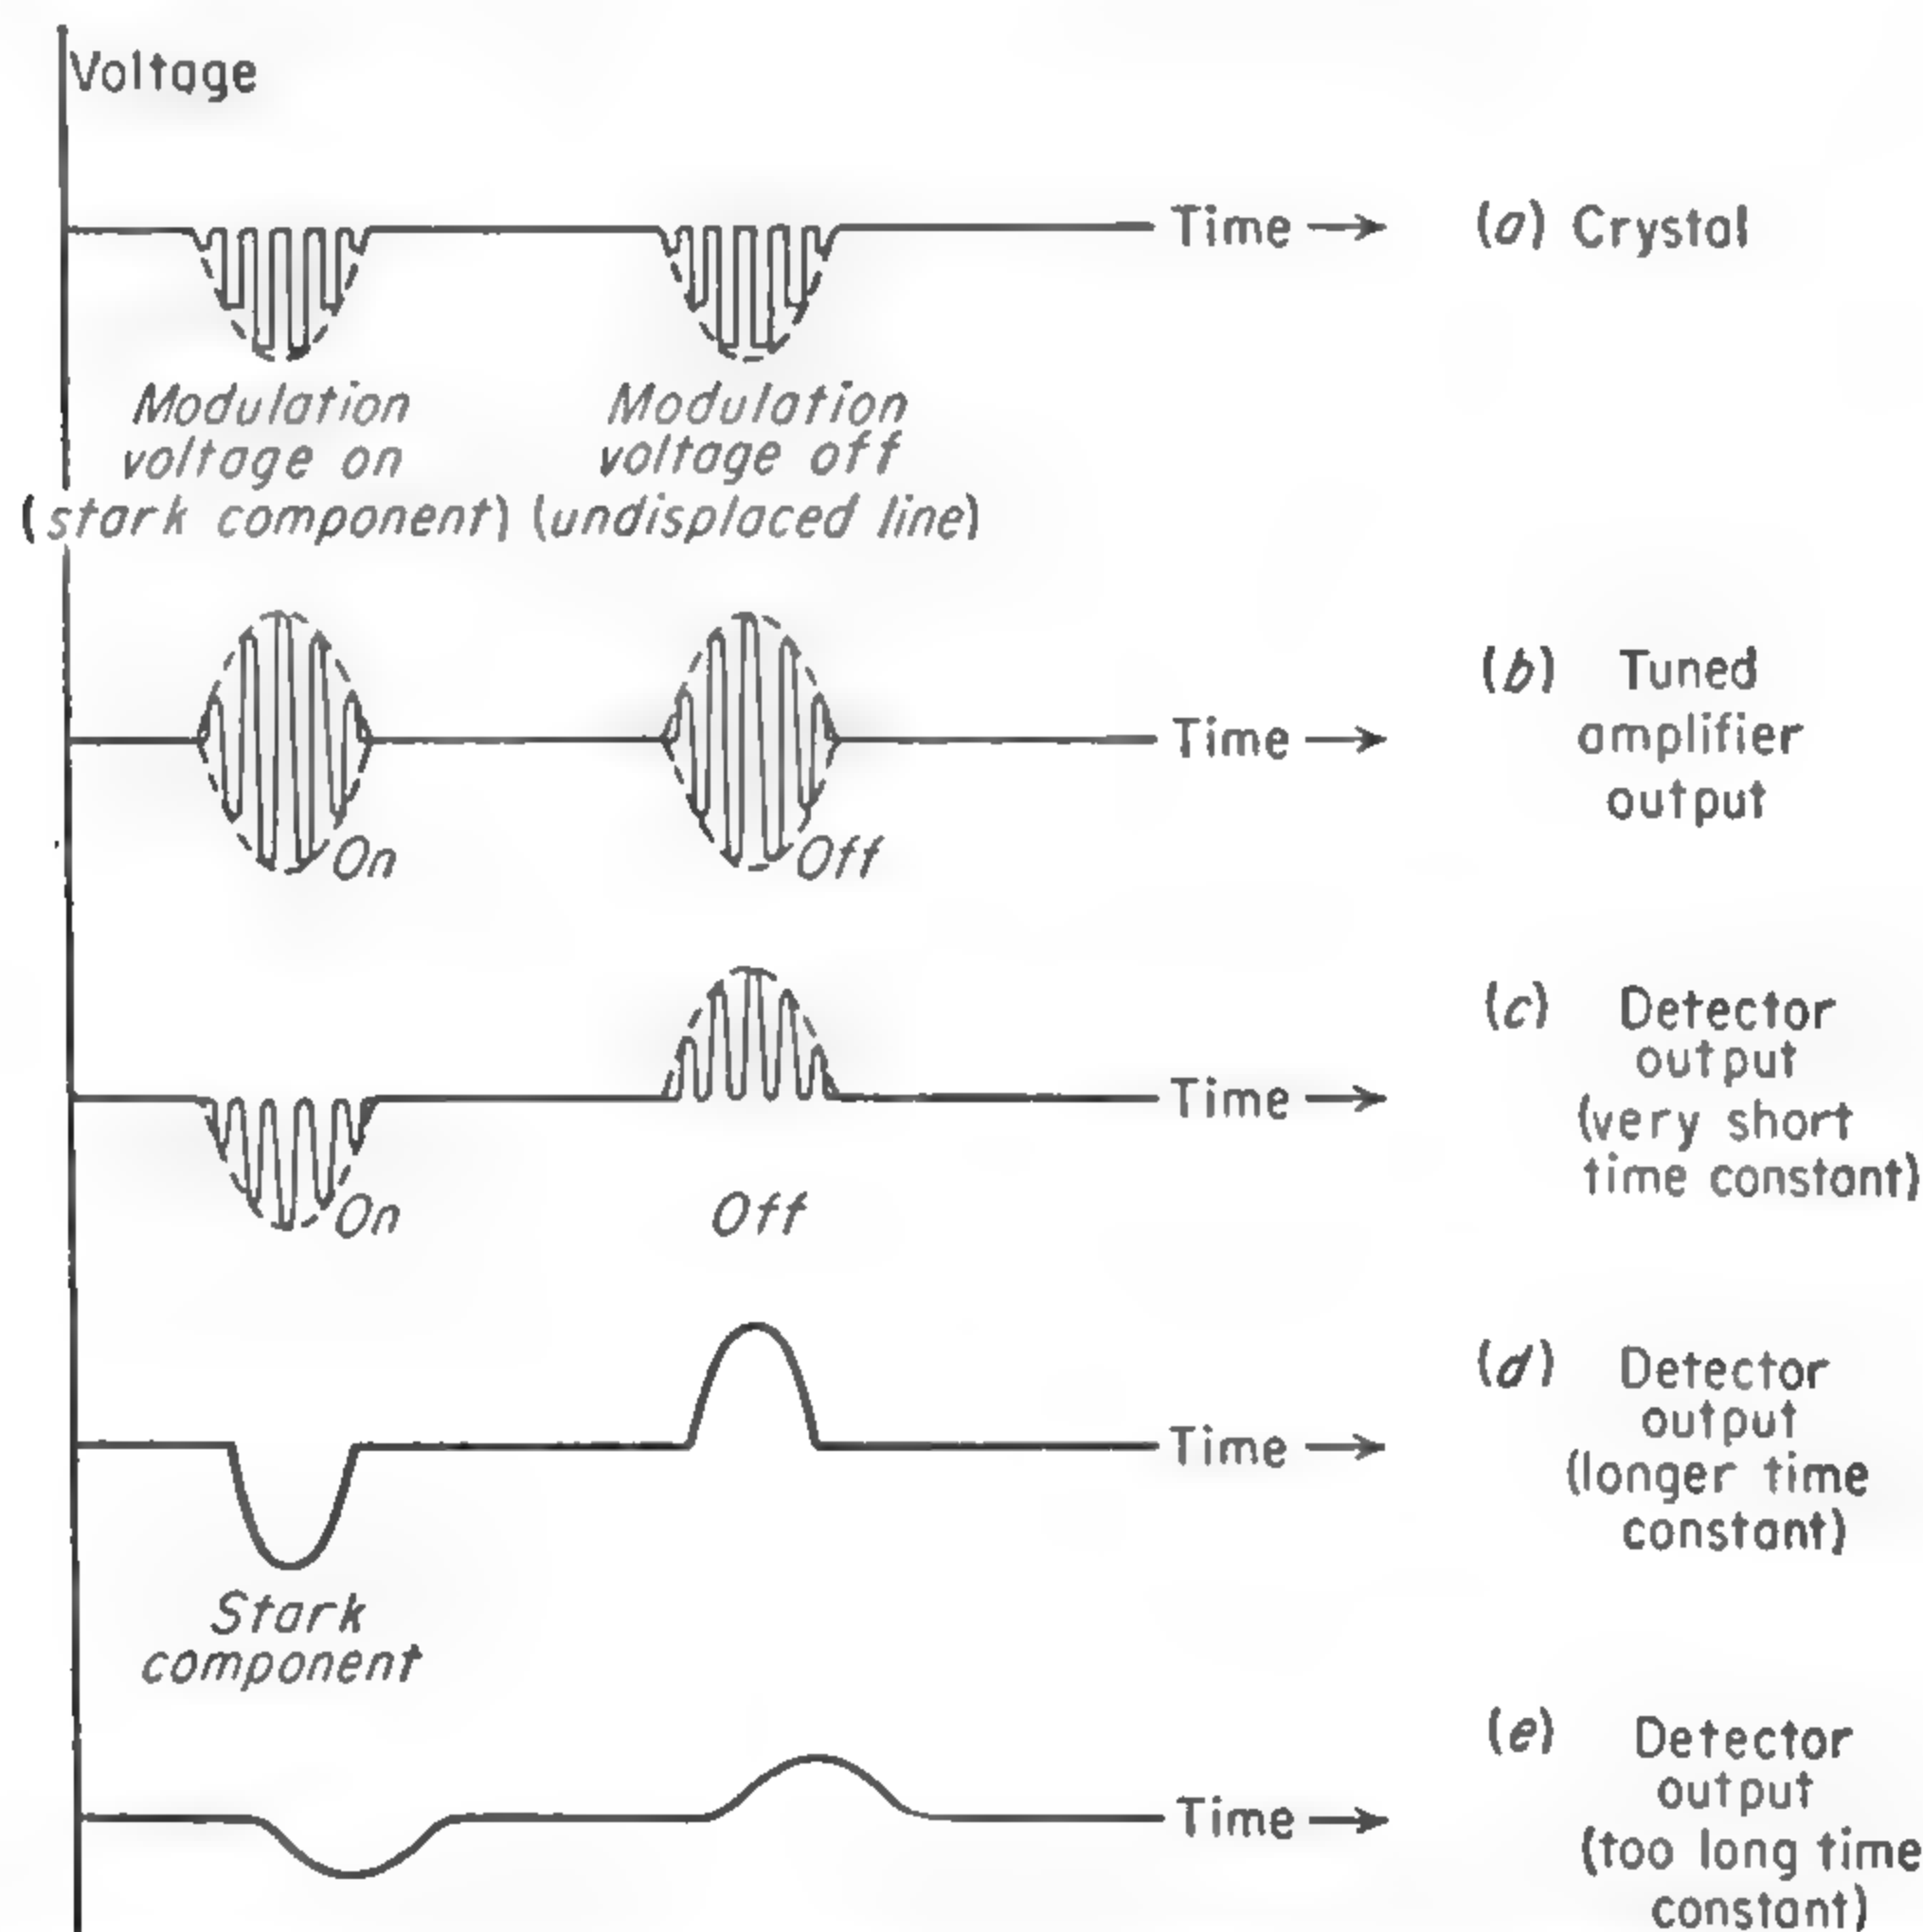 Voltage
Time → (a) Crystal
Modulation
voltage on
(stark component)
Modulation
voltage off
(undisplaced line)
Time →
(b) Tuned
amplifier
output
On
Off
Time →
(c) Detector
output
(very short
time constant)
On
Off
Time →
(d) Detector
output
(longer time
constant)
Stark
component
Time →
(e) Detector
output
(too long time
constant)